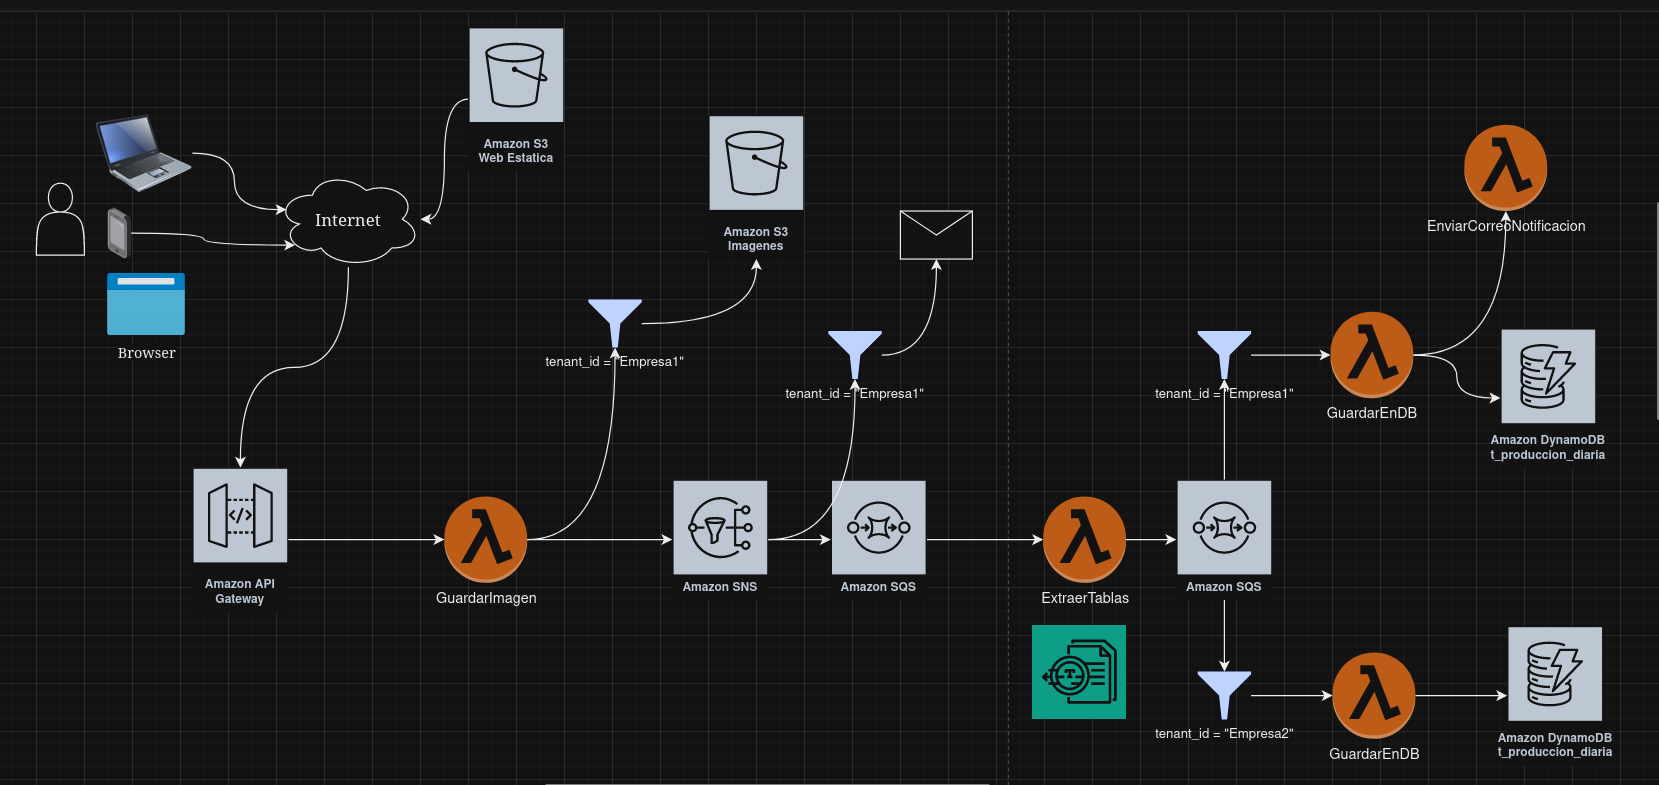 Amazon S3
Web Estatica
Internet
Browser
Amazon S3
Imagenes
tenant_id = "Empresa1"
tenant_id = "Empresa1"
Amazon API
Gateway
GuardarImagen
Amazon SNS
Amazon SQS
ExtraerTablas
Amazon SQS
tenant_id = "Empresa1"
GuardarEnDB
EnviarCorreoNotificacion
Amazon DynamoDB
t_produccion_diaria
tenant_id = "Empresa2"
GuardarEnDB
Amazon DynamoDB
t_produccion_diaria